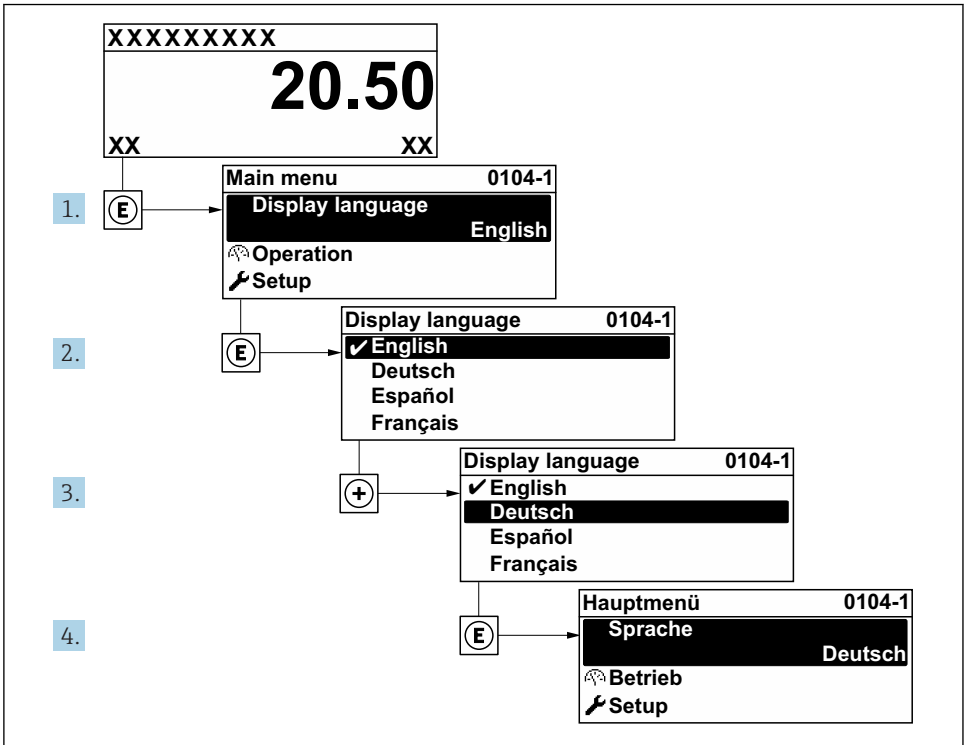 XXXXXXXXX
20.50
XX XX
1. E
Main menu 0104-1
Display language
English
Operation
Setup
2. E
Display language 0104-1
✔ English
Deutsch
Español
Français
3. +
Display language 0104-1
✔ English
Deutsch
Español
Français
4. E
Hauptmenü 0104-1
Sprache
Deutsch
Betrieb
Setup